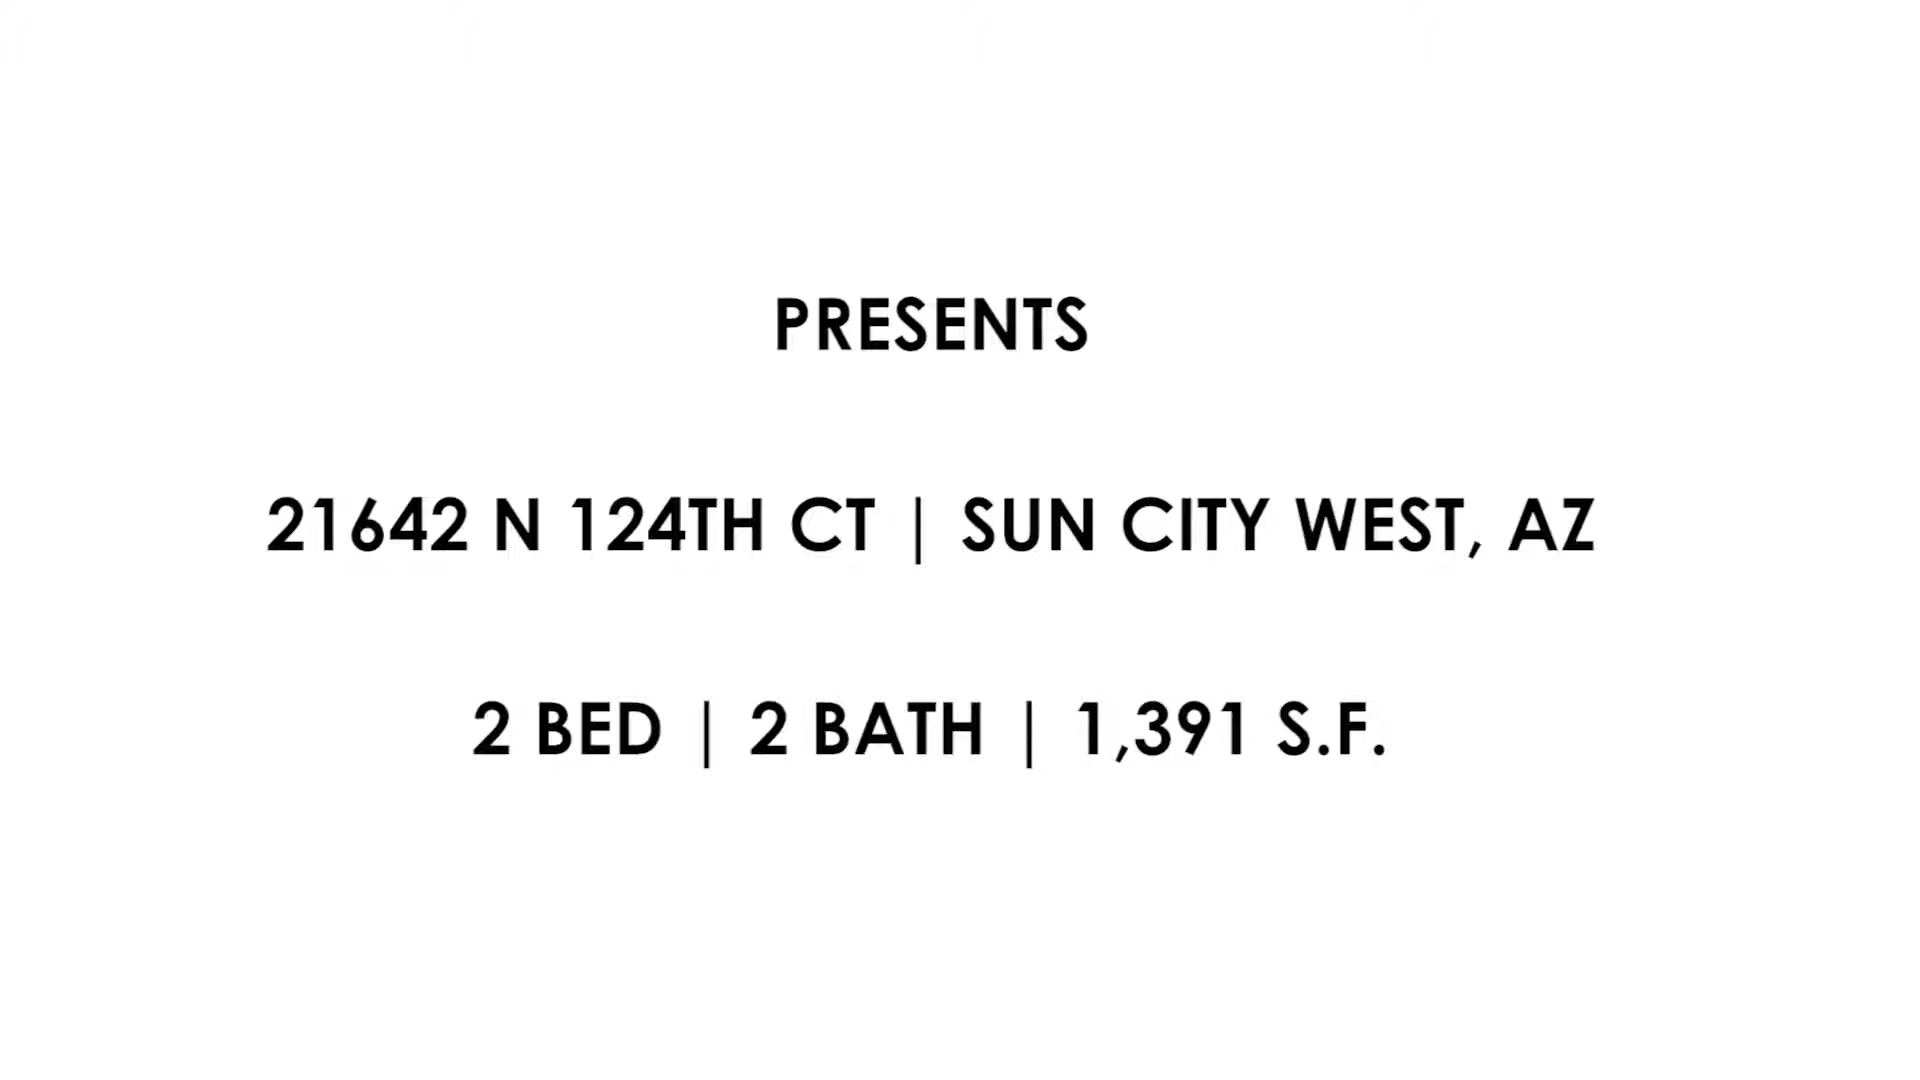 PRESENTS
21642 N 124TH CT | SUN CITY WEST, AZ
2 BED | 2 BATH | 1,391 S.F.